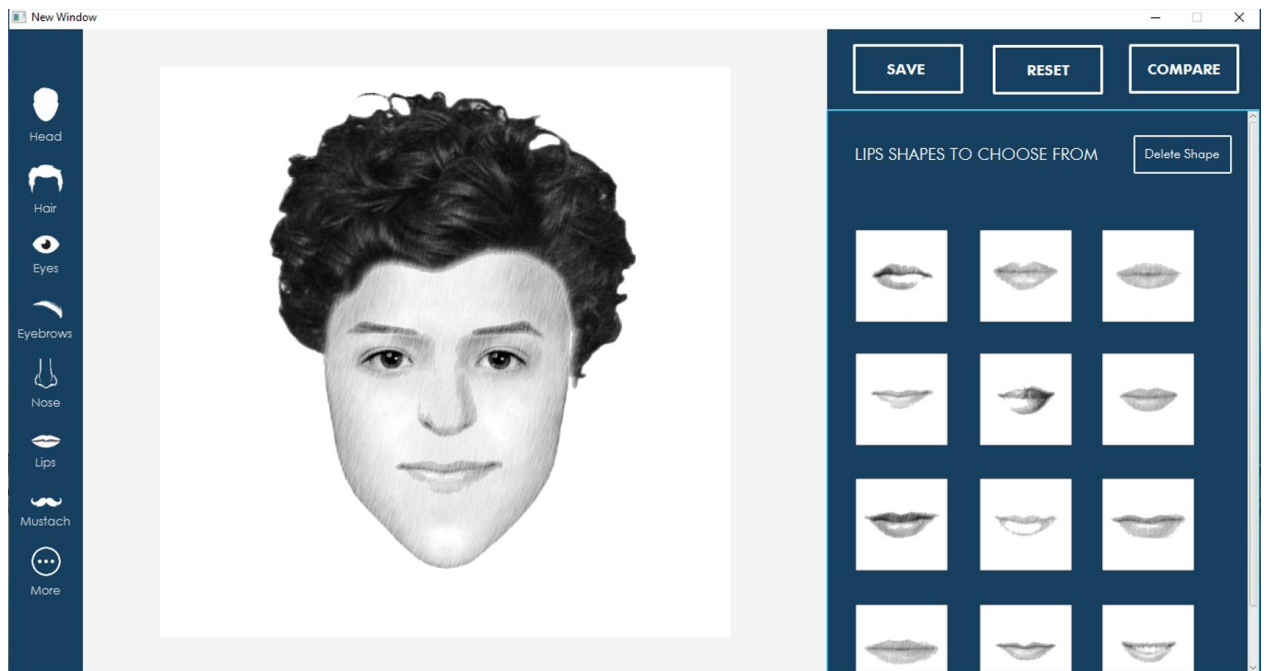 New Window
Head
Hair
Eyes
Eyebrows
Nose
Lips
Mustach
More
SAVE
RESET
COMPARE
LIPS SHAPES TO CHOOSE FROM
Delete Shape